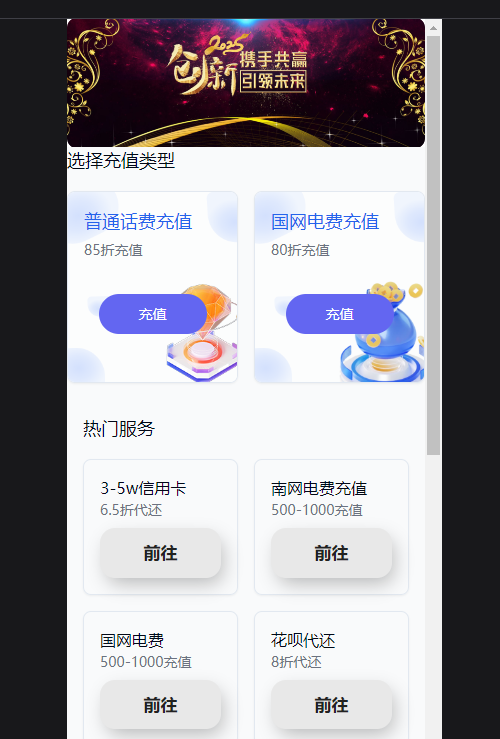 2025
创新 携手共赢
引领未来
选择充值类型
普通话费充值
85折充值
充值
国网电费充值
80折充值
充值
热门服务
3-5w信用卡
6.5折代还
前往
南网电费充值
500-1000充值
前往
国网电费
500-1000充值
前往
花呗代还
8折代还
前往